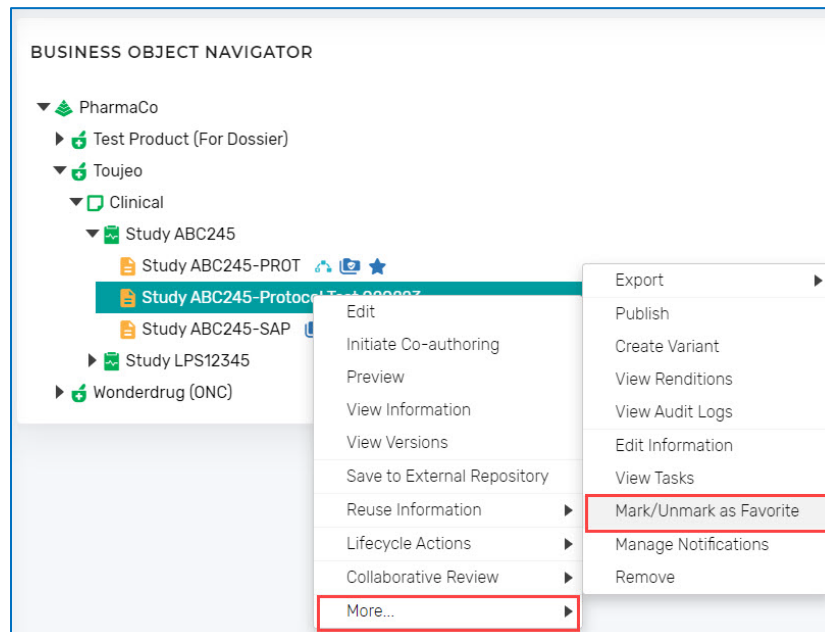 BUSINESS OBJECT NAVIGATOR
PharmaCo
Test Product (For Dossier)
Toujeo
Clinical
Study ABC245
Study ABC245-PROT
Study ABC245-Protocol Test
Study ABC245-SAP
Study LPS12345
Wonderdrug (ONC)
Edit
Initiate Co-authoring
Preview
View Information
View Versions
Save to External Repository
Reuse Information
Lifecycle Actions
Collaborative Review
More...
Export
Publish
Create Variant
View Renditions
View Audit Logs
Edit Information
View Tasks
Mark/Unmark as Favorite
Manage Notifications
Remove